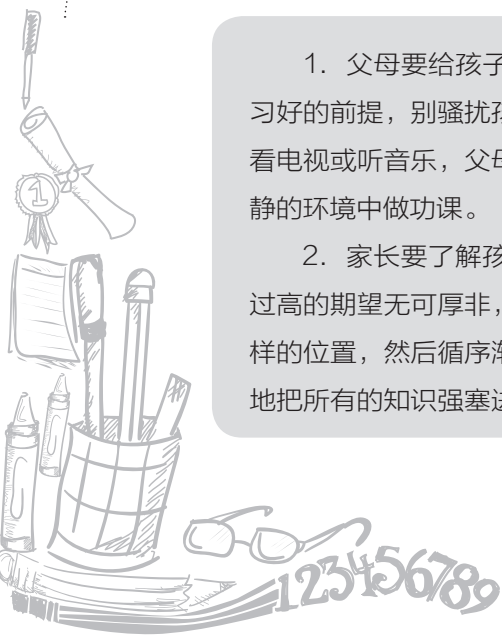 1. 父母要给孩子
习好的前提，别骚扰孩
看电视或听音乐，父母
静的环境中做功课。
2. 家长要了解孩
过高的期望无可厚非，
样的位置，然后循序渐
地把所有的知识强塞进
1
123456789